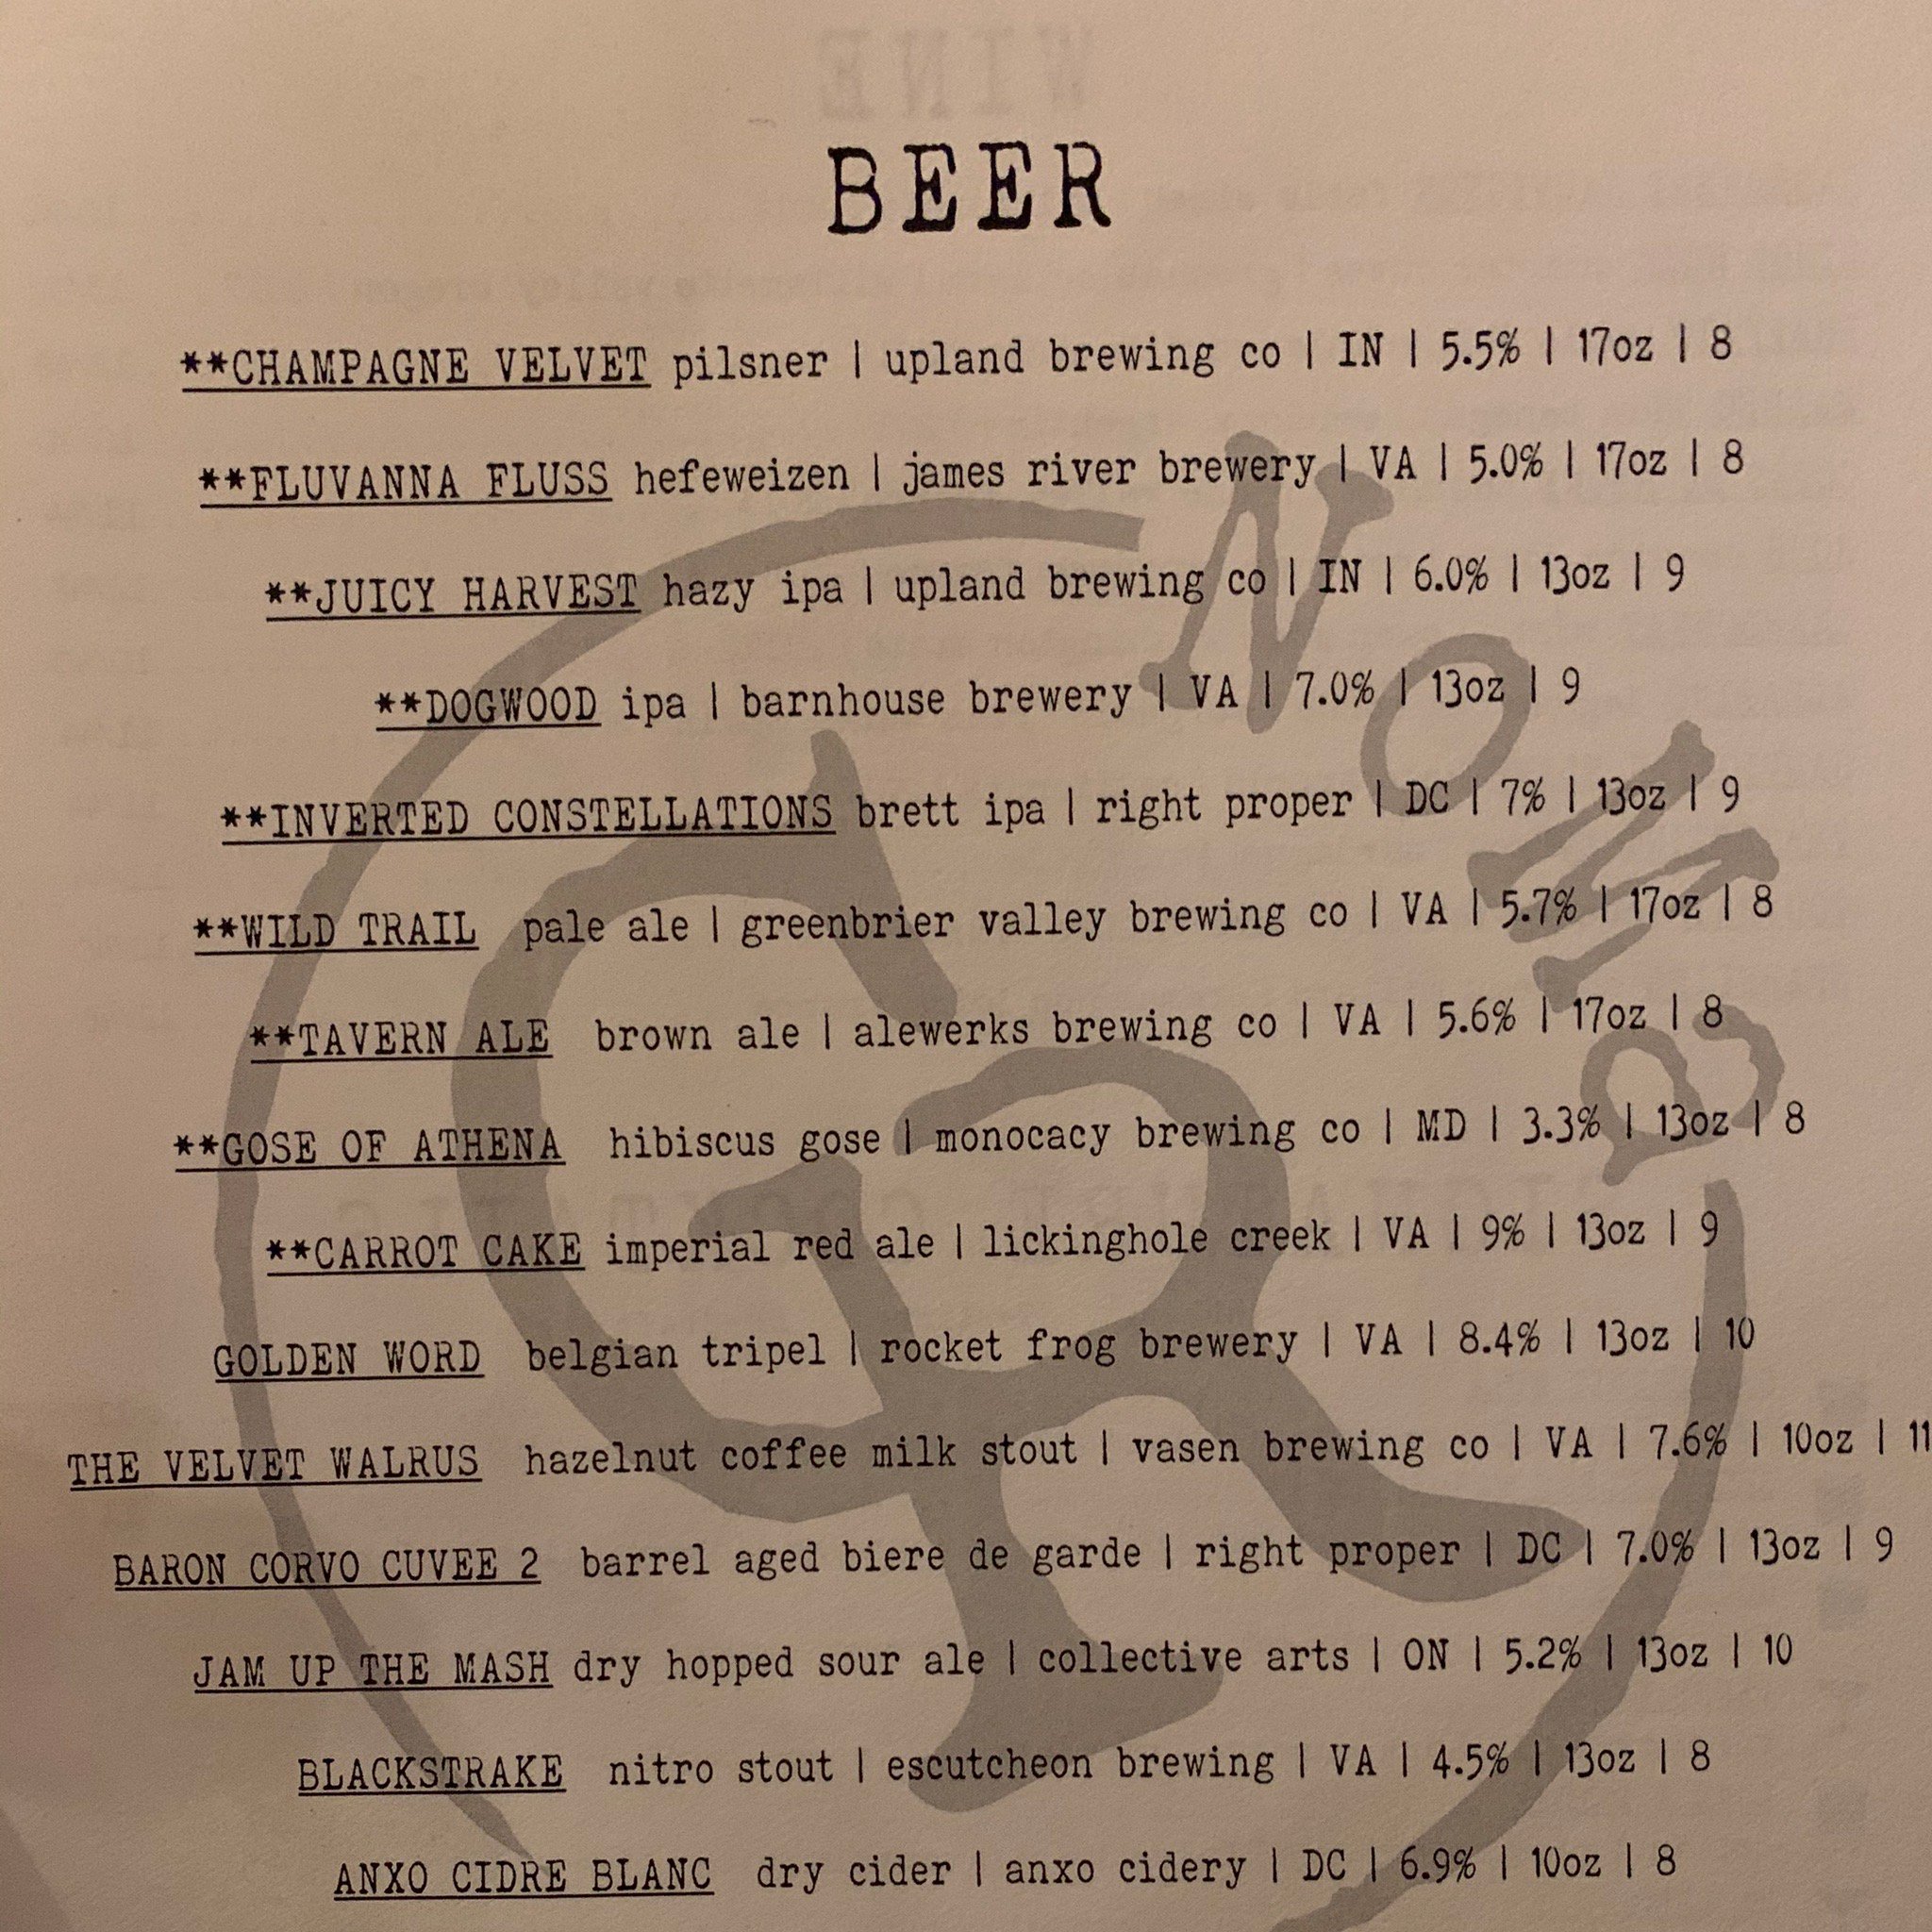 WINE
BEER
**CHAMPAGNE VELVET pilsner | upland brewing co | IN | 5.5% | 17oz | 8
**FLUVANNA FLUSS hefeweizen | james river brewery | VA | 5.0% | 17oz | 8
**JUICY HARVEST hazy ipa | upland brewing co | IN | 6.0% | 13oz | 9
**DOGWOOD ipa | barnhouse brewery | VA | 7.0% | 13oz | 9
**INVERTED CONSTELLATIONS brett ipa | right proper | DC | 7% | 13oz | 9
**WILD TRAIL pale ale | greenbrier valley brewing co | VA | 5.7% | 17oz | 8
**TAVERN ALE brown ale | alewerks brewing co | VA | 5.6% | 17oz | 8
**GOSE OF ATHENA hibiscus gose | monocacy brewing co | MD | 3.3% | 13oz | 8
**CARROT CAKE imperial red ale | lickinghole creek | VA | 9% | 13oz | 9
GOLDEN WORD belgian tripel | rocket frog brewery | VA | 8.4% | 13oz | 10
THE VELVET WALRUS hazelnut coffee milk stout | vasen brewing co | VA | 7.6% | 10oz | 11
BARON CORVO CUVEE 2 barrel aged biere de garde | right proper | DC | 7.0% | 13oz | 9
JAM UP THE MASH dry hopped sour ale | collective arts | ON | 5.2% | 13oz | 10
BLACKSTRAKE nitro stout | escutcheon brewing | VA | 4.5% | 13oz | 8
ANXO CIDRE BLANC dry cider | anxo cidery | DC | 6.9% | 10oz | 8